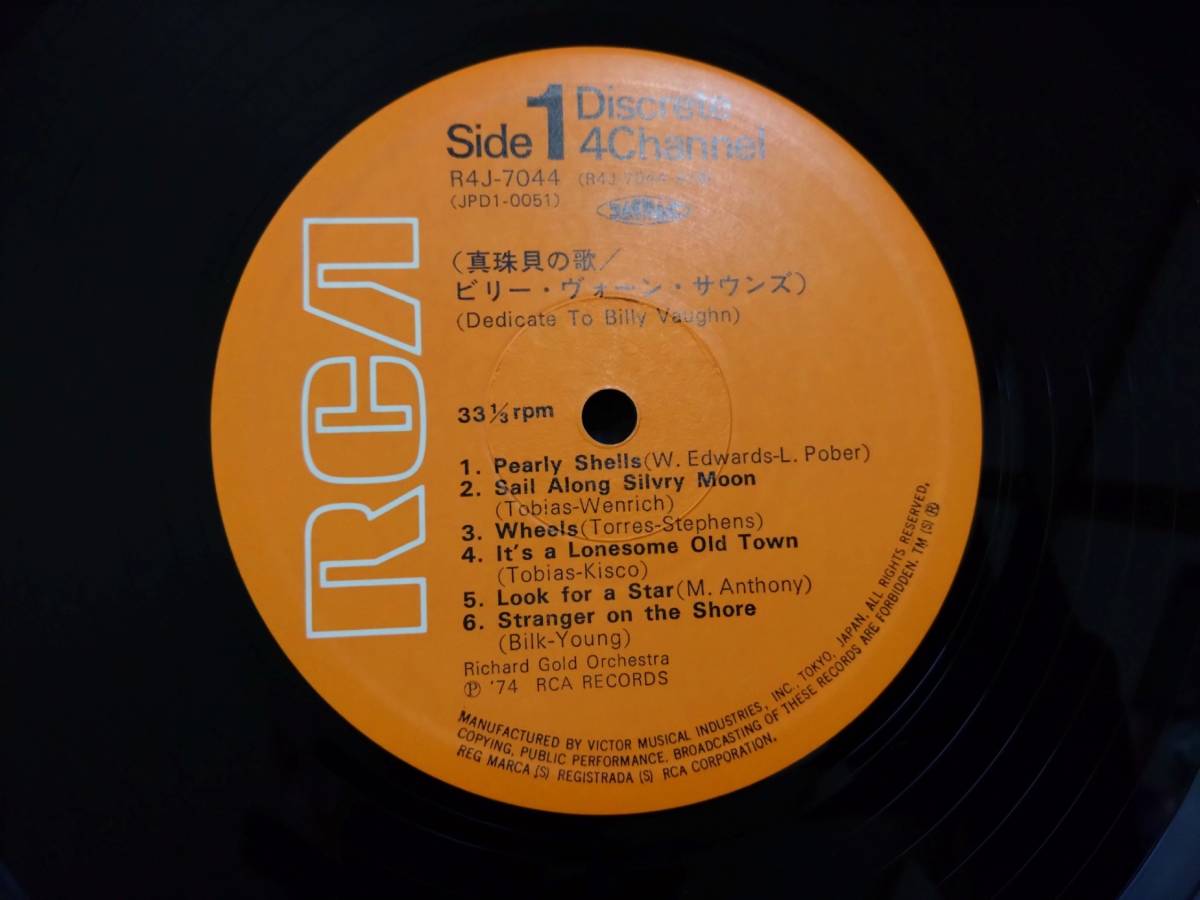 Side 1 Discrete
4Channel
R4J-7044
(JPD1-0051)
RCA
(真珠貝の歌/
ビリー・ヴォーン・サウンズ)
(Dedicate To Billy Vaughn)
33 1/3 rpm
1. Pearly Shells (W. Edwards-L. Pober)
2. Sail Along Silvry Moon
(Tobias-Wenrich)
3. Wheels (Torres-Stephens)
4. It's a Lonesome Old Town
(Tobias-Kisco)
5. Look for a Star (M. Anthony)
6. Stranger on the Shore
(Bilk-Young)
Richard Gold Orchestra
Ⓟ '74 RCA RECORDS
MANUFACTURED BY VICTOR MUSICAL INDUSTRIES, INC., TOKYO, JAPAN. ALL RIGHTS RESERVED.
COPYING, PUBLIC PERFORMANCE, BROADCASTING OF THESE RECORDS ARE FORBIDDEN. TM (S) ®
REG MARCA (S) REGISTRADA (S) RCA CORPORATION.